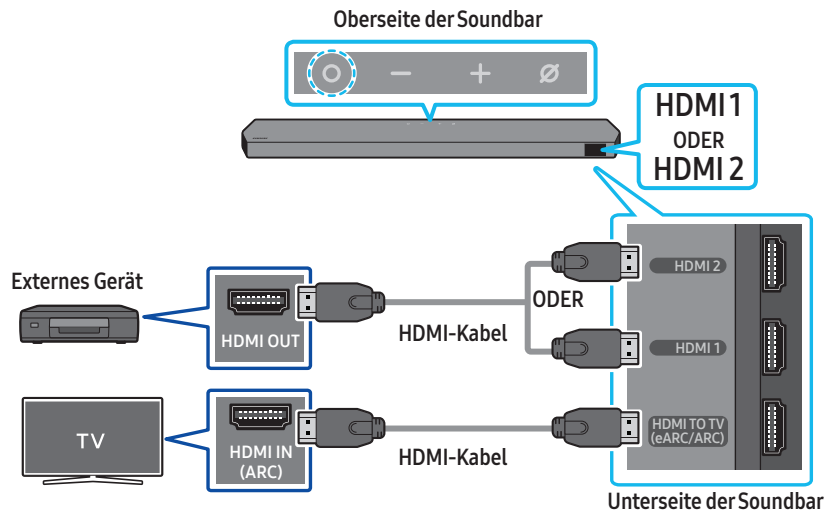 Oberseite der Soundbar
HDMI 1
ODER
HDMI 2
Externes Gerät
HDMI OUT
HDMI-Kabel
ODER
HDMI 2
HDMI 1
TV
HDMI IN
(ARC)
HDMI-Kabel
HDMI TO TV
(eARC/ARC)
Unterseite der Soundbar